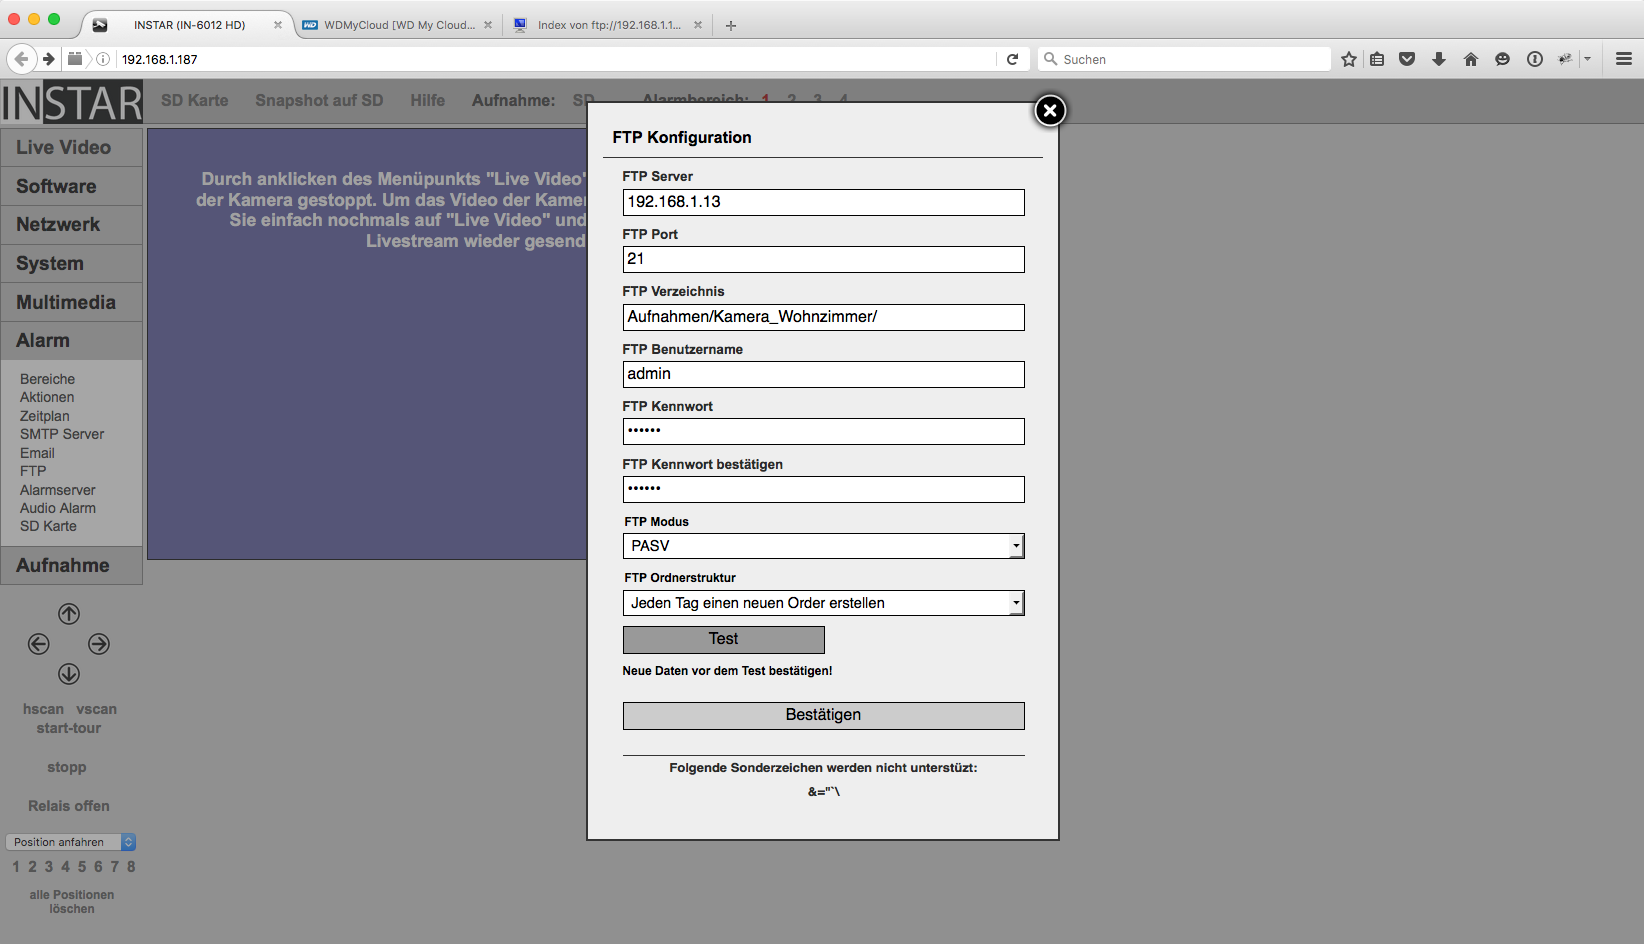 INSTAR (IN-6012 HD)
WDMyCloud [WD My Cloud...
Index von ftp://192.168.1.1...
192.168.1.187
Suchen
INSTAR
SD Karte
Snapshot auf SD
Hilfe
Aufnahme:
SD
Alarmbereich: 1 2 3 4
Live Video
Software
Netzwerk
System
Multimedia
Alarm
Bereiche
Aktionen
Zeitplan
SMTP Server
Email
FTP
Alarmserver
Audio Alarm
SD Karte
Aufnahme
hscan vscan
start-tour
stopp
Relais offen
Position anfahren
1 2 3 4 5 6 7 8
alle Positionen
löschen
Durch anklicken des Menüpunkts "Live Video"
der Kamera gestoppt. Um das Video der Kamer
Sie einfach nochmals auf "Live Video" und
Livestream wieder gesend
FTP Konfiguration
FTP Server
192.168.1.13
FTP Port
21
FTP Verzeichnis
Aufnahmen/Kamera_Wohnzimmer/
FTP Benutzername
admin
FTP Kennwort
••••••
FTP Kennwort bestätigen
••••••
FTP Modus
PASV
FTP Ordnerstruktur
Jeden Tag einen neuen Order erstellen
Test
Neue Daten vor dem Test bestätigen!
Bestätigen
Folgende Sonderzeichen werden nicht unterstüzt:
&="`\